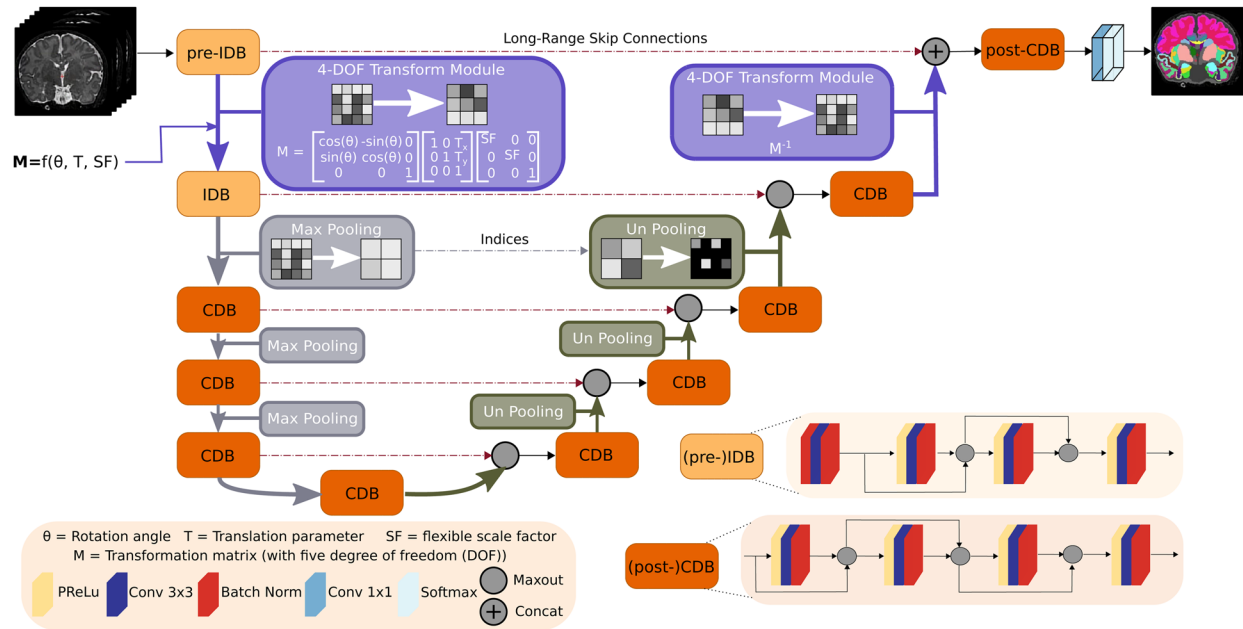 pre-IDB
Long-Range Skip Connections
+
post-CDB
4-DOF Transform Module
4-DOF Transform Module
M =
cos(θ) -sin(θ) 0
sin(θ) cos(θ) 0
0 0 1
1 0 Tx
0 1 Ty
0 0 1
SF 0 0
0 SF 0
0 0 1
M-1
M=f(θ, T, SF)
IDB
CDB
Max Pooling
Indices
Un Pooling
CDB
CDB
Max Pooling
Un Pooling
CDB
CDB
Max Pooling
Un Pooling
CDB
CDB
CDB
(pre-)IDB
(post-)CDB
θ = Rotation angle T = Translation parameter SF = flexible scale factor
M = Transformation matrix (with five degree of freedom (DOF))
PReLu
Conv 3x3
Batch Norm
Conv 1x1
Softmax
Maxout
+
Concat